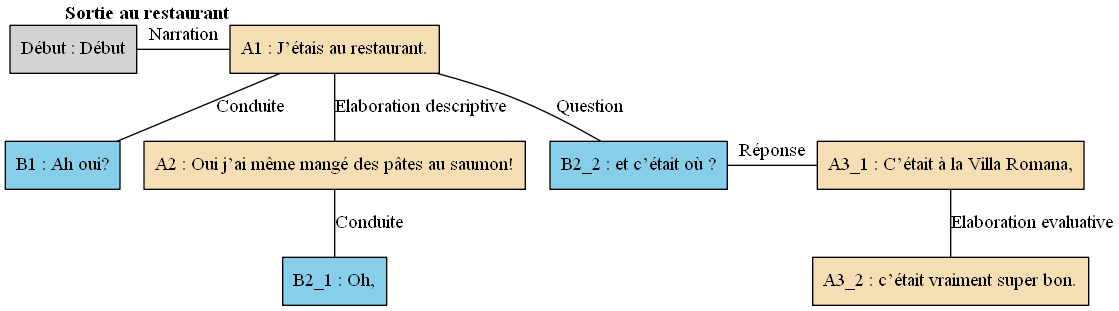 Sortie au restaurant
Début : Début
Narration
A1 : J’étais au restaurant.
Conduite
Elaboration descriptive
Question
B1 : Ah oui?
A2 : Oui j’ai même mangé des pâtes au saumon!
B2_2 : et c’était où ?
Réponse
A3_1 : C’était à la Villa Romana,
Conduite
Elaboration evaluative
B2_1 : Oh,
A3_2 : c’était vraiment super bon.